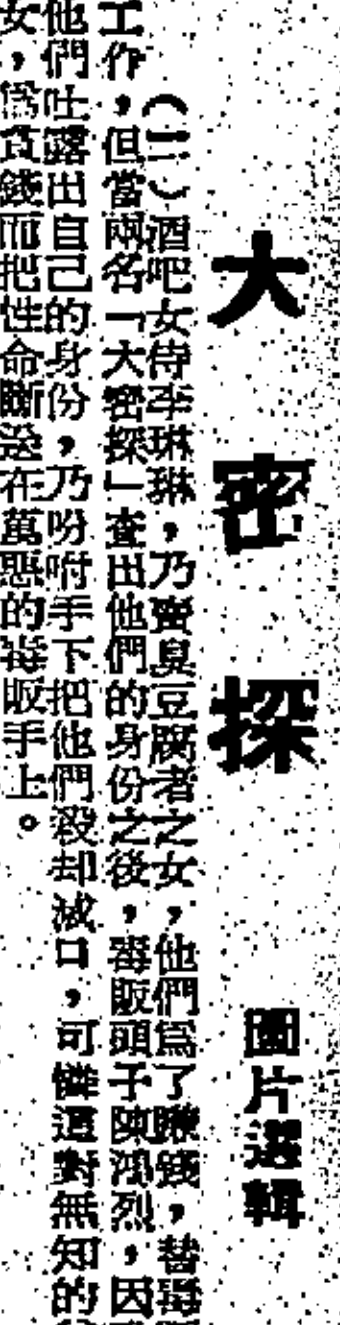 大密探
圖片選輯
（二）酒吧女侍李琳琳，乃賣臭豆腐者之女，他們爲了賺錢，替毒
工作，但當兩名「大密探」查出他們的身份之後，毒販頭子陳鴻烈，因
他們吐露出自己的身份，乃吩咐手下把他們殺却滅口，可憐這對無知的
女，爲貪錢而把性命斷送在萬惡的毒販手上。